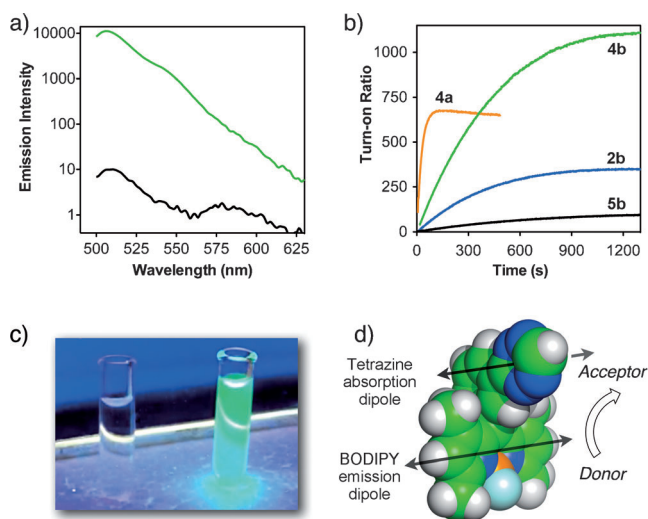 a)
10000
1000
100
10
1
Emission Intensity
500 525 550 575 600 625
Wavelength (nm)
b)
1000
750
500
250
0
Turn-on Ratio
4b
4a
2b
5b
0 300 600 900 1200
Time (s)
c)
d)
Tetrazine
absorption
dipole
Acceptor
BODIPY
emission
dipole
Donor